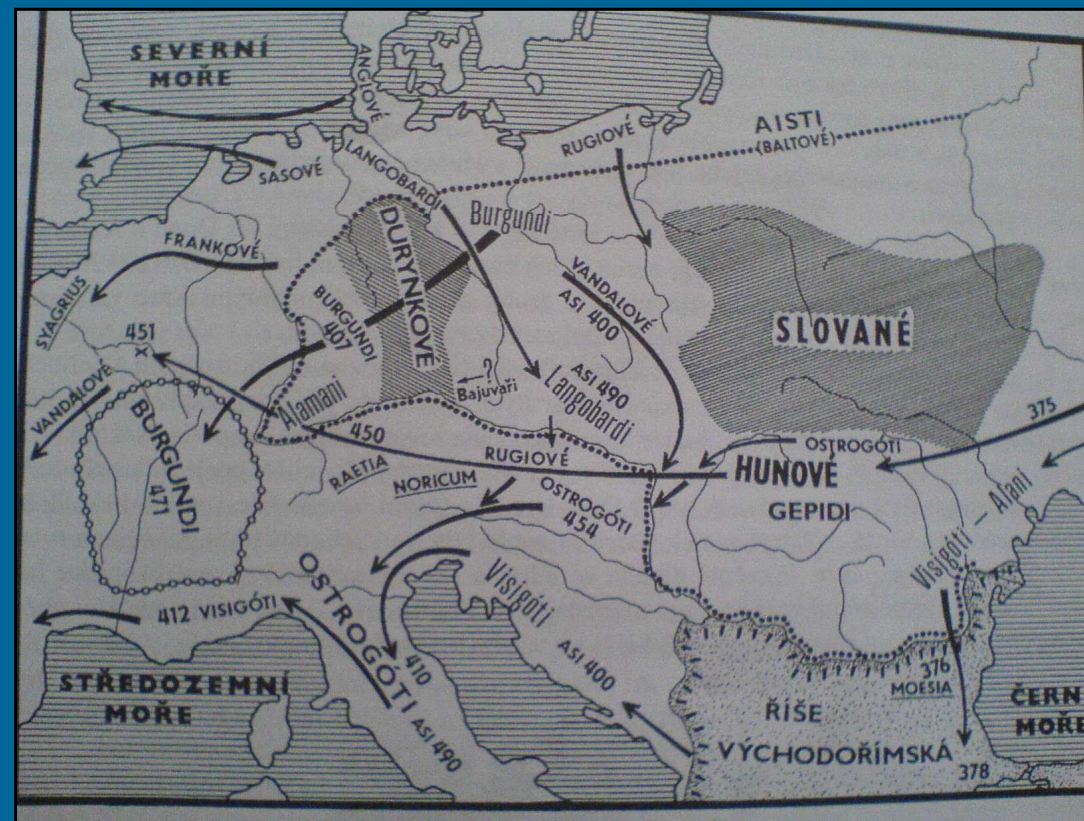 SEVERNÍ
MOŘE
ANGLOVÉ
SASOVÉ
LANGOBARDI
RUGIOVÉ
AISTI
(BALTOVÉ)
FRANKOVÉ
SYAGRIUS
DURYNKOVÉ
Burgundi
BURGUNDI
407
VANDALOVÉ
ASI 400
SLOVANÉ
451
x
VANDALOVÉ
BURGUNDI
471
Alamani
?
Bajuvaři
ASI 490
Langobardi
450
RAETIA
NORICUM
RUGIOVÉ
OSTROGÓTI
454
OSTROGÓTI
HUNOVÉ
GEPIDI
375
Visigóti – Alani
412 VISIGÓTI
OSTROGÓTI
ASI 490
410
Visigóti
ASI 400
376
MOESIA
378
STŘEDOZEMNÍ
MOŘE
ŘÍŠE
VÝCHODOŘÍMSKÁ
ČERN
MOŘE